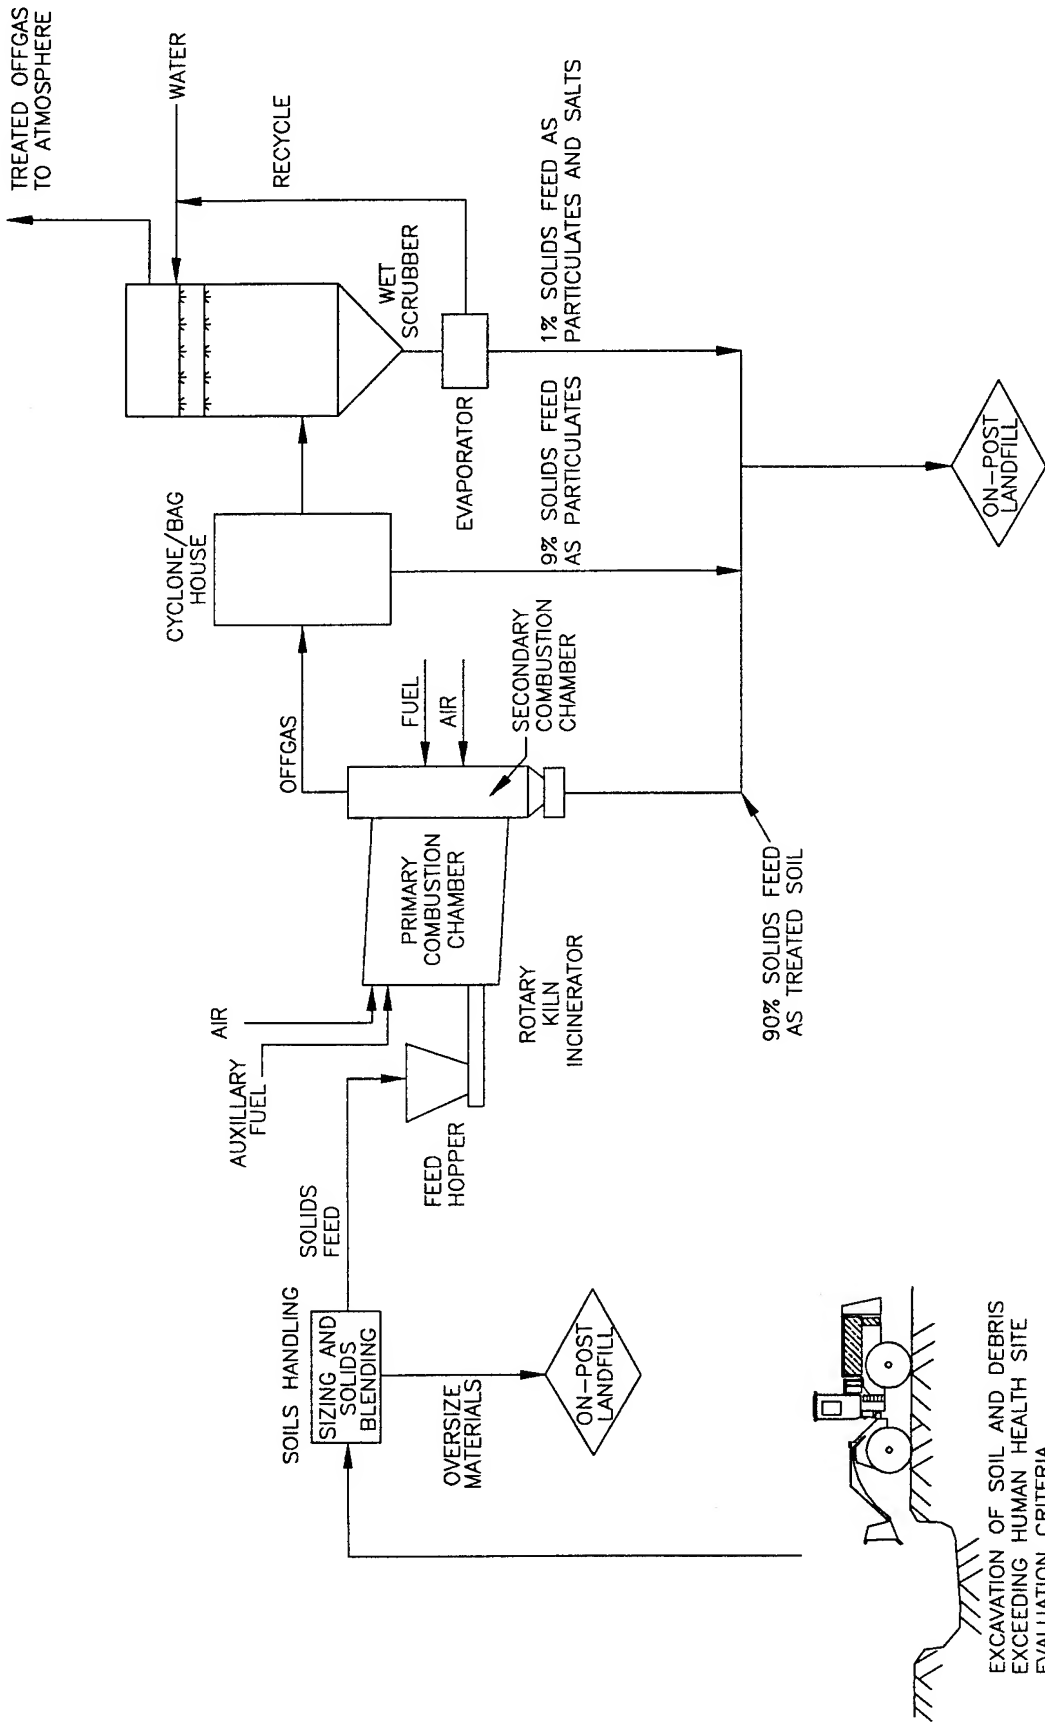 TREATED OFFGAS
TO ATMOSPHERE
WATER
RECYCLE
WET
SCRUBBER
EVAPORATOR
1% SOLIDS FEED AS
PARTICULATES AND SALTS
CYCLONE/BAG
HOUSE
9% SOLIDS FEED
AS PARTICULATES
OFFGAS
FUEL
AIR
SECONDARY
COMBUSTION
CHAMBER
PRIMARY
COMBUSTION
CHAMBER
ROTARY
KILN
INCINERATOR
AIR
AUXILLARY
FUEL
FEED
HOPPER
90% SOLIDS FEED
AS TREATED SOIL
ON-POST
LANDFILL
SOLIDS
FEED
SOILS HANDLING
SIZING AND
SOLIDS
BLENDING
OVERSIZE
MATERIALS
ON-POST
LANDFILL
EXCAVATION OF SOIL AND DEBRIS
EXCEEDING HUMAN HEALTH SITE
EVALUATION CRITERIA